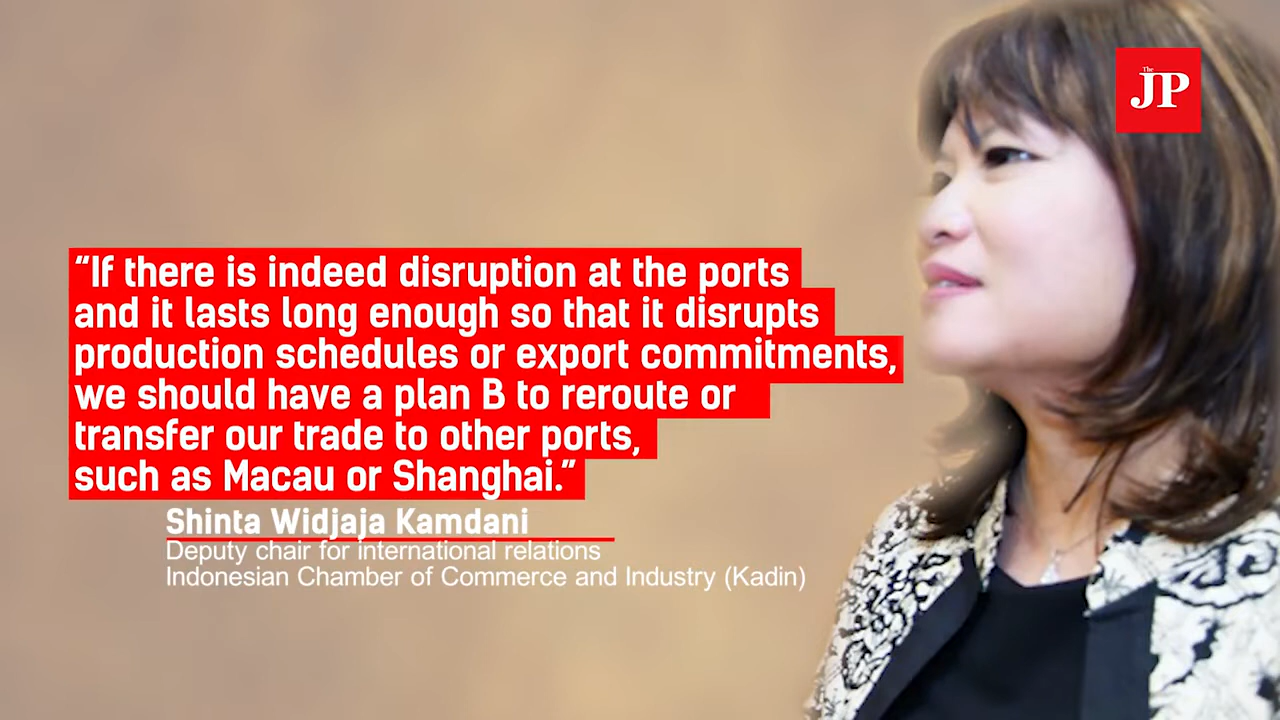 The
JP
“If there is indeed disruption at the ports
and it lasts long enough so that it disrupts
production schedules or export commitments,
we should have a plan B to reroute or
transfer our trade to other ports,
such as Macau or Shanghai.”
Shinta Widjaja Kamdani
Deputy chair for international relations
Indonesian Chamber of Commerce and Industry (Kadin)